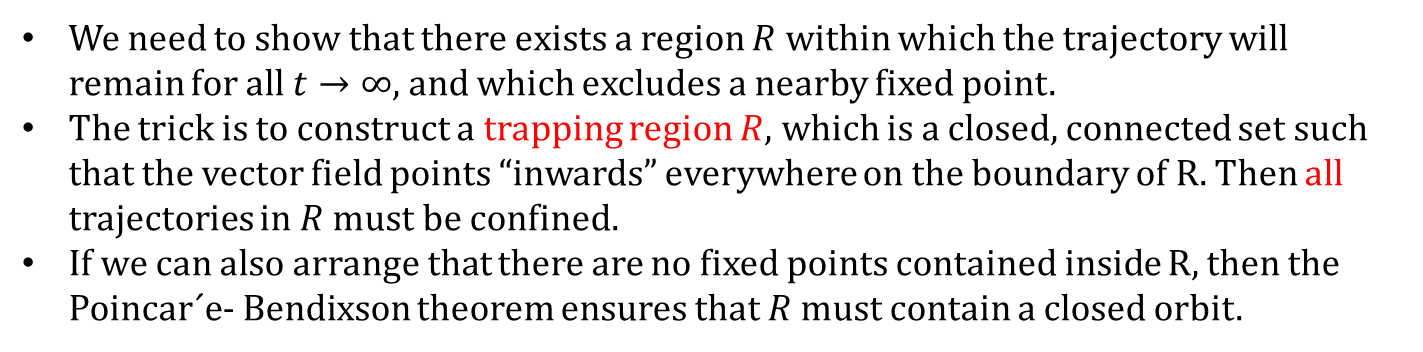 • We need to show that there exists a region R within which the trajectory will
remain for all t → ∞, and which excludes a nearby fixed point.
• The trick is to construct a trapping region R, which is a closed, connected set such
that the vector field points “inwards” everywhere on the boundary of R. Then all
trajectories in R must be confined.
• If we can also arrange that there are no fixed points contained inside R, then the
Poincar´e- Bendixson theorem ensures that R must contain a closed orbit.